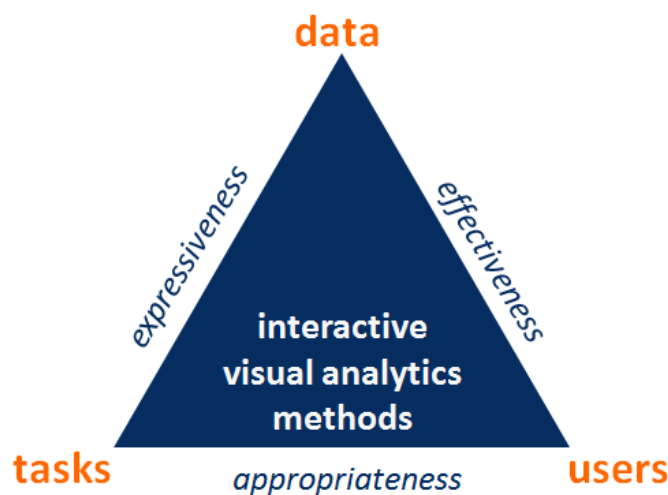 data
expressiveness
effectiveness
interactive
visual analytics
methods
tasks
users
appropriateness